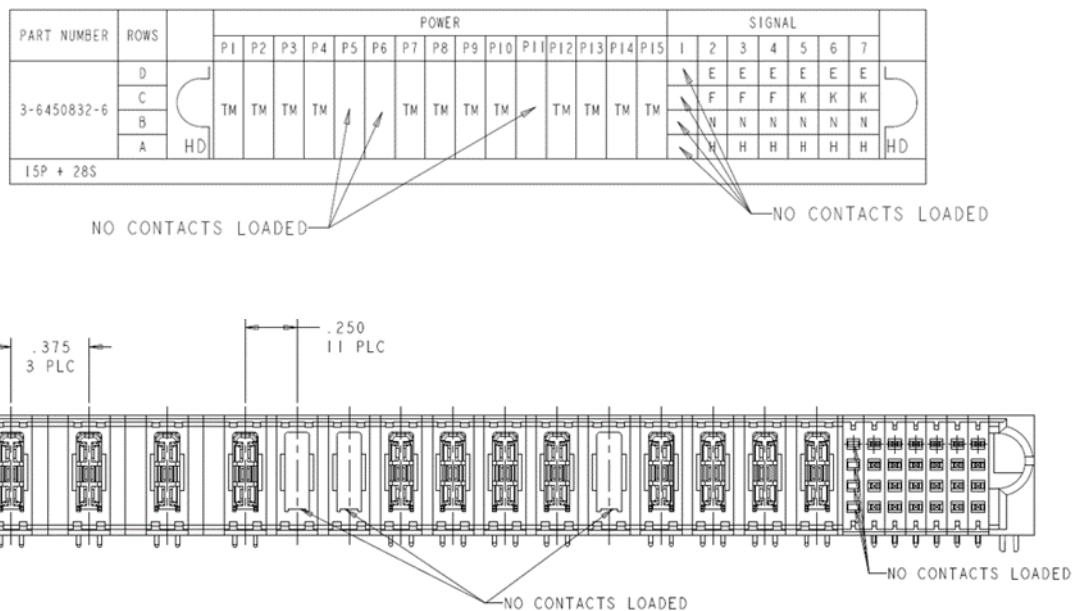 PART NUMBER ROWS POWER SIGNAL
P1 P2 P3 P4 P5 P6 P7 P8 P9 P10 P11 P12 P13 P14 P15 1 2 3 4 5 6 7
D E E E E E E
3-6450832-6 C TM TM TM TM TM TM TM TM TM TM TM TM F F F K K K
B N N N N N N
A HD H H H H H H HD
15P + 28S
NO CONTACTS LOADED
NO CONTACTS LOADED
.375
3 PLC
.250
11 PLC
NO CONTACTS LOADED
NO CONTACTS LOADED